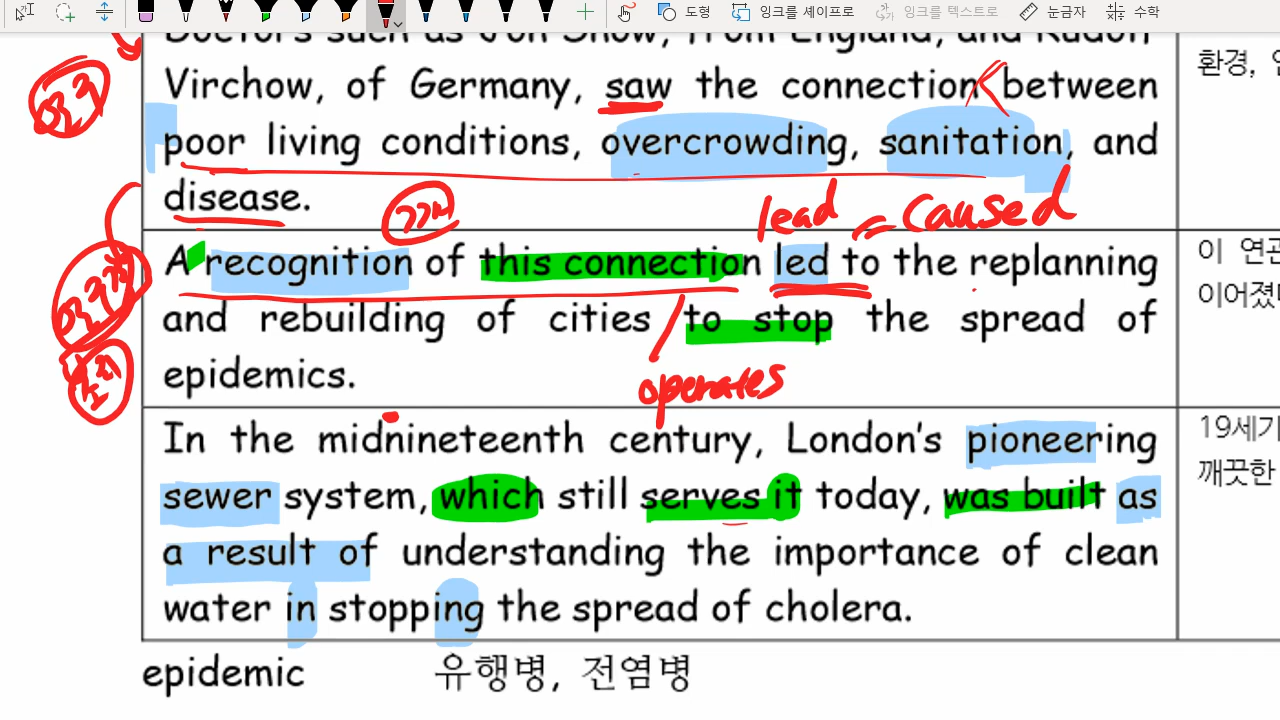 도형 잉크를 셰이프로 잉크를 텍스트로 눈금자 수학
Virchow, of Germany, saw the connection between
poor living conditions, overcrowding, sanitation, and
disease.
lead = caused
A recognition of this connection led to the replanning
and rebuilding of cities to stop the spread of
epidemics.
operates
In the midnineteenth century, London's pioneering
sewer system, which still serves it today, was built as
a result of understanding the importance of clean
water in stopping the spread of cholera.
epidemic 유행병, 전염병
환경,
이 연관
이어졌
19세기
깨끗한